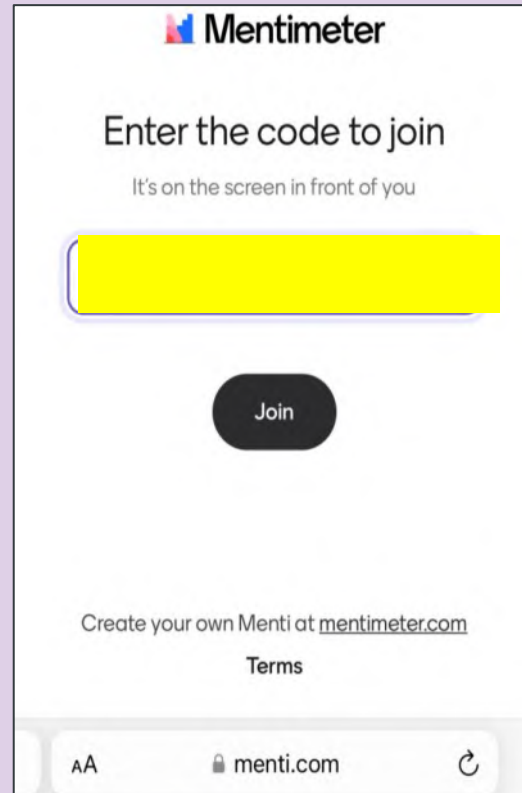 Mentimeter
Enter the code to join
It's on the screen in front of you
Join
Create your own Menti at mentimeter.com
Terms
AA menti.com